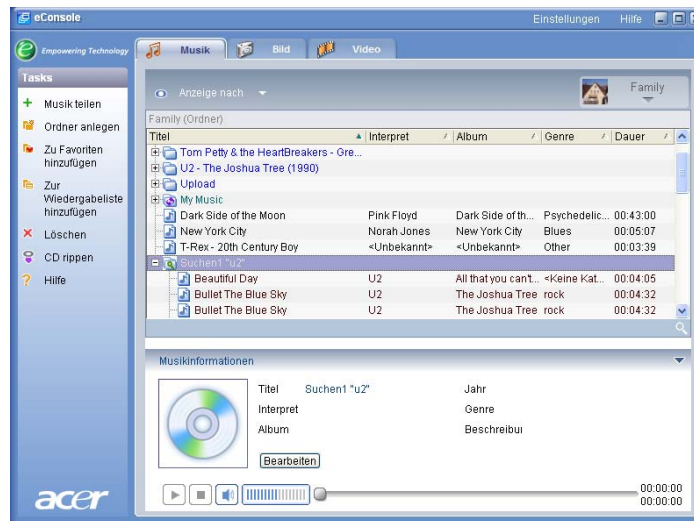 eConsole
Einstellungen Hilfe
Empowering Technology
Musik Bild Video
Tasks
Musik teilen
Ordner anlegen
Zu Favoriten
hinzufügen
Zur
Wiedergabeliste
hinzufügen
Löschen
CD rippen
Hilfe
Anzeige nach
Family
Family (Ordner)
Titel Interpret Album Genre Dauer
Tom Petty & the HeartBreakers - Gre...
U2 - The Joshua Tree (1990)
Upload
My Music
Dark Side of the Moon Pink Floyd Dark Side of th... Psychedelic... 00:43:00
New York City Norah Jones New York City Blues 00:05:07
T-Rex - 20th Century Boy <Unbekannt> <Unbekannt> Other 00:03:39
Suchen1 "u2"
Beautiful Day U2 All that you can't... <Keine Kat... 00:04:05
Bullet The Blue Sky U2 The Joshua Tree rock 00:04:32
Bullet The Blue Sky U2 The Joshua Tree rock 00:04:32
Musikinformationen
Titel Suchen1 "u2" Jahr
Interpret Genre
Album Beschreibui
Bearbeiten
00:00:00
00:00:00
acer